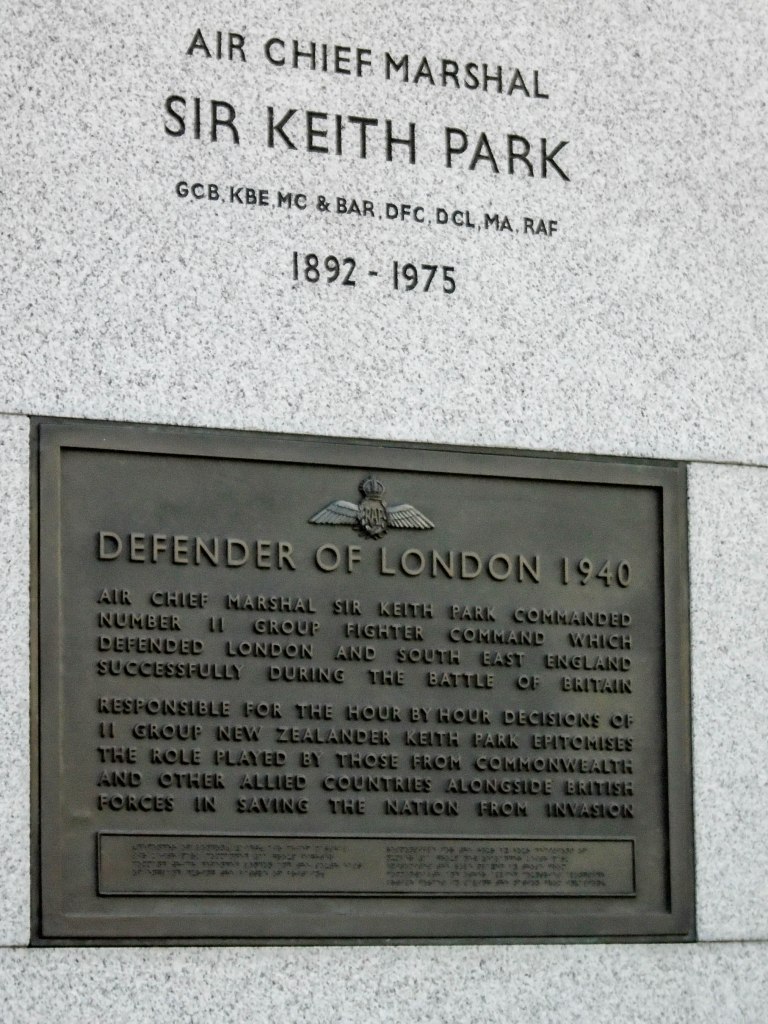 AIR CHIEF MARSHAL
SIR KEITH PARK
GCB, KBE, MC & BAR, DFC, DCL, MA, RAF
1892 - 1975
RAF
DEFENDER OF LONDON 1940
AIR CHIEF MARSHAL SIR KEITH PARK COMMANDED
NUMBER 11 GROUP FIGHTER COMMAND WHICH
DEFENDED LONDON AND SOUTH EAST ENGLAND
SUCCESSFULLY DURING THE BATTLE OF BRITAIN
RESPONSIBLE FOR THE HOUR BY HOUR DECISIONS OF
11 GROUP NEW ZEALANDER KEITH PARK EPITOMISES
THE ROLE PLAYED BY THOSE FROM COMMONWEALTH
AND OTHER ALLIED COUNTRIES ALONGSIDE BRITISH
FORCES IN SAVING THE NATION FROM INVASION